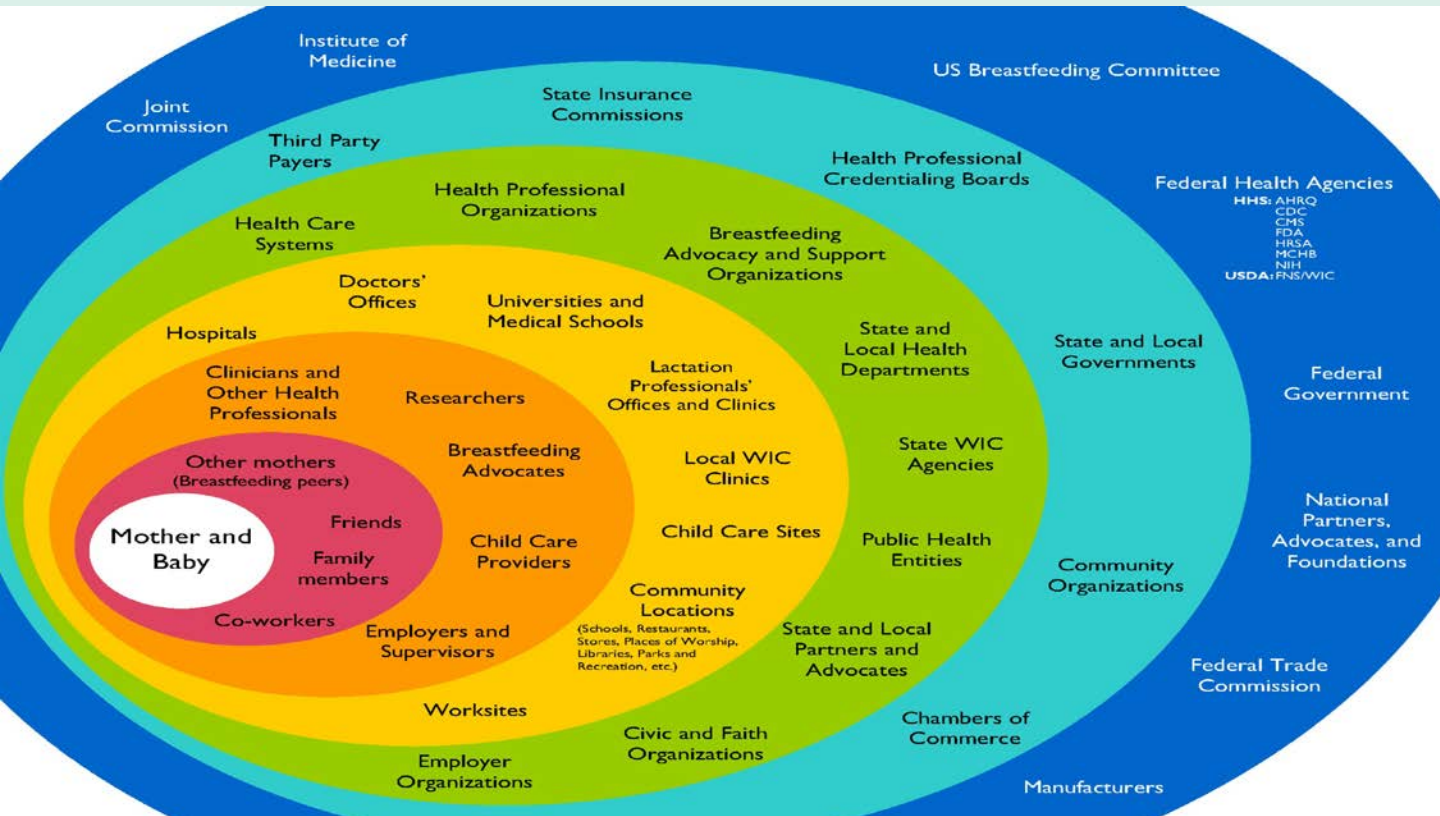 Institute of
Medicine
US Breastfeeding Committee
Joint
Commission
State Insurance
Commissions
Third Party
Payers
Health Professional
Credentialing Boards
Federal Health Agencies
HHS: AHRQ
CDC
CMS
FDA
HRSA
MCHB
NIH
USDA: FNS/WIC
Health Professional
Organizations
Health Care
Systems
Breastfeeding
Advocacy and Support
Organizations
Doctors'
Offices
Universities and
Medical Schools
Hospitals
State and
Local Health
Departments
State and Local
Governments
Federal
Government
Clinicians and
Other Health
Professionals
Researchers
Lactation
Professionals'
Offices and Clinics
Breastfeeding
Advocates
Local WIC
Clinics
State WIC
Agencies
Other mothers
(Breastfeeding peers)
Friends
Family
members
Co-workers
Mother and
Baby
Child Care
Providers
Child Care Sites
Public Health
Entities
Community
Organizations
National
Partners,
Advocates, and
Foundations
Employers and
Supervisors
Community
Locations
(Schools, Restaurants,
Stores, Places of Worship,
Libraries, Parks and
Recreation, etc.)
State and Local
Partners and
Advocates
Federal Trade
Commission
Worksites
Civic and Faith
Organizations
Chambers of
Commerce
Employer
Organizations
Manufacturers